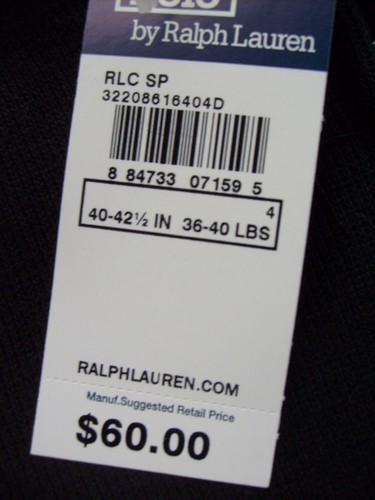 by Ralph Lauren
RLC SP
32208616404D
8 84733 07159 5
4
40-42½ IN 36-40 LBS
RALPHLAUREN.COM
Manuf.Suggested Retail Price
$60.00